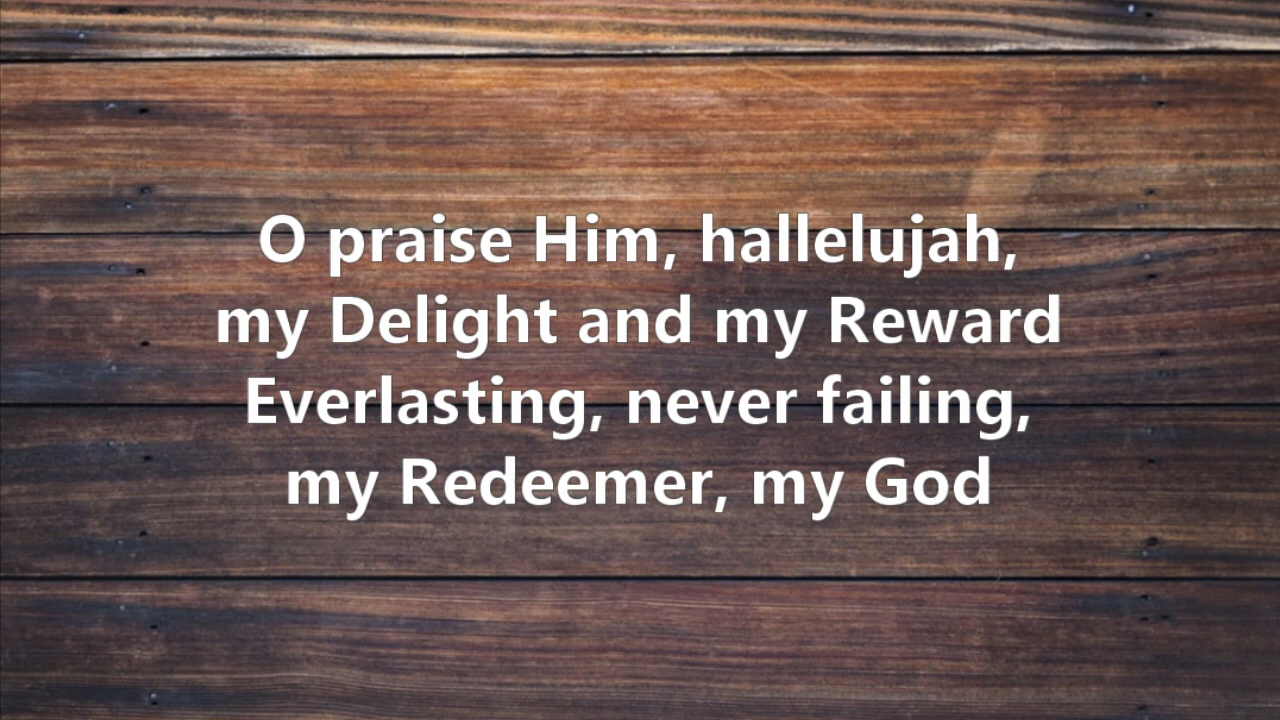 O praise Him, hallelujah,
my Delight and my Reward
Everlasting, never failing,
my Redeemer, my God